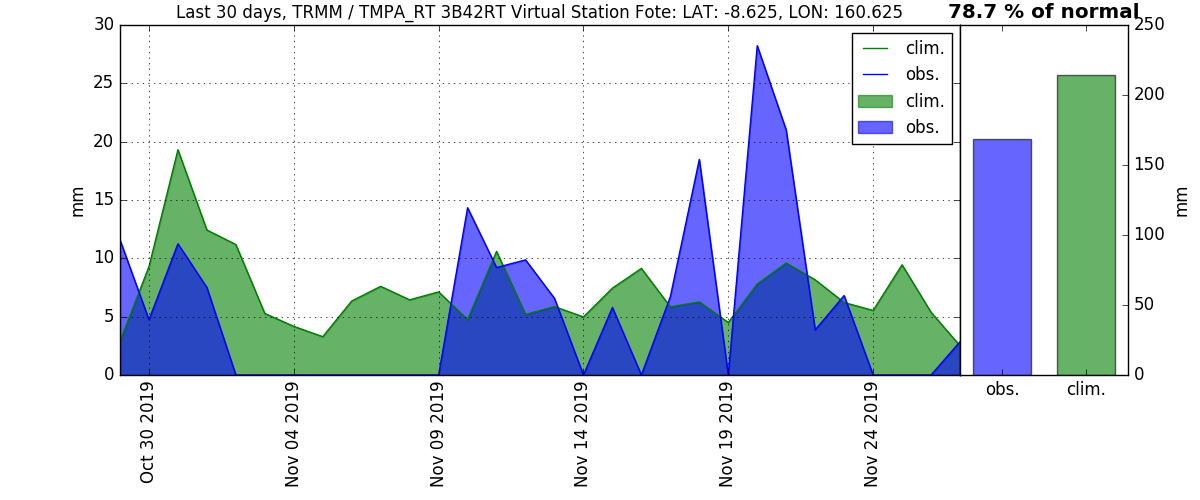 Last 30 days, TRMM / TMPA_RT 3B42RT Virtual Station Fote: LAT: -8.625, LON: 160.625
78.7 % of normal
30
25
20
15
10
5
0
mm
clim.
obs.
clim.
obs.
Oct 30 2019
Nov 04 2019
Nov 09 2019
Nov 14 2019
Nov 19 2019
Nov 24 2019
250
200
150
100
50
0
mm
obs.
clim.